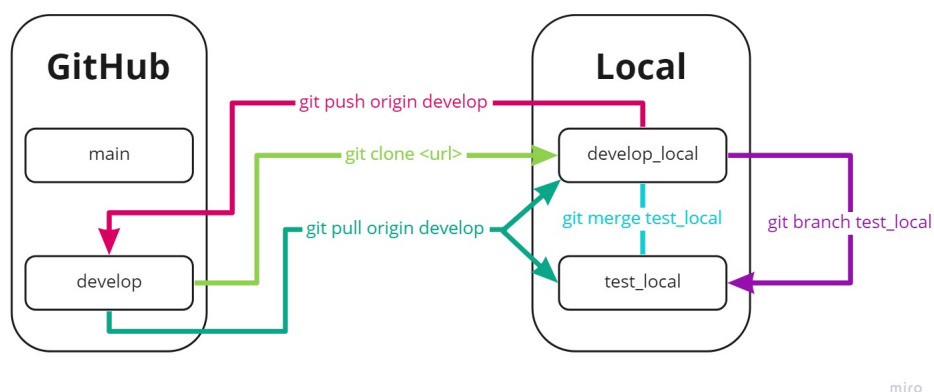 GitHub
Local
git push origin develop
main
git clone <url>
develop_local
git merge test_local
git branch test_local
git pull origin develop
develop
test_local
miro